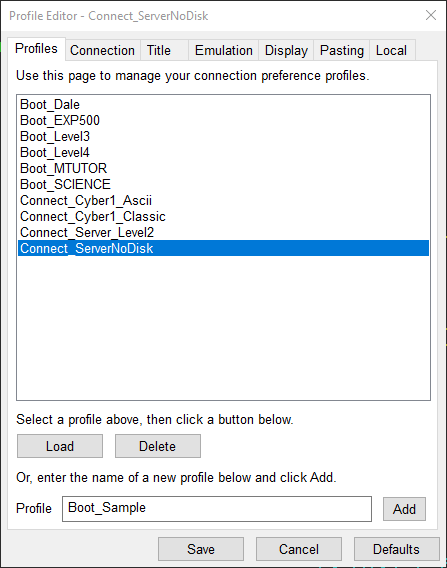 Profile Editor - Connect_ServerNoDisk
Profiles Connection Title Emulation Display Pasting Local
Use this page to manage your connection preference profiles.
Boot_Dale
Boot_EXP500
Boot_Level3
Boot_Level4
Boot_MTUTOR
Boot_SCIENCE
Connect_Cyber1_Ascii
Connect_Cyber1_Classic
Connect_Server_Level2
Connect_ServerNoDisk
Select a profile above, then click a button below.
Load Delete
Or, enter the name of a new profile below and click Add.
Profile Boot_Sample Add
Save Cancel Defaults